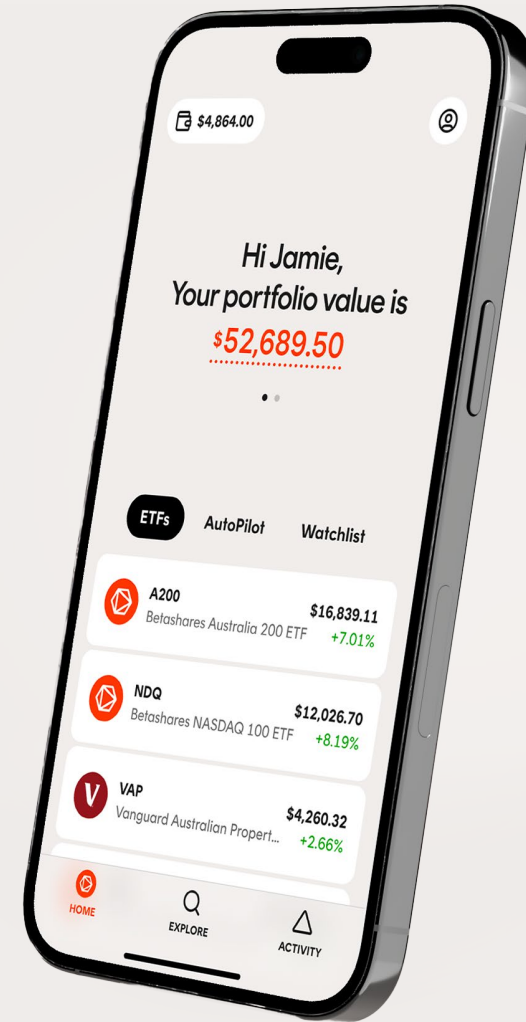 $4,864.00
Hi Jamie,
Your portfolio value is
$52,689.50
ETFs AutoPilot Watchlist
A200 $16,839.11
Betashares Australia 200 ETF +7.01%
NDQ $12,026.70
Betashares NASDAQ 100 ETF +8.19%
V
VAP $4,260.32
Vanguard Australian Propert... +2.66%
HOME EXPLORE ACTIVITY